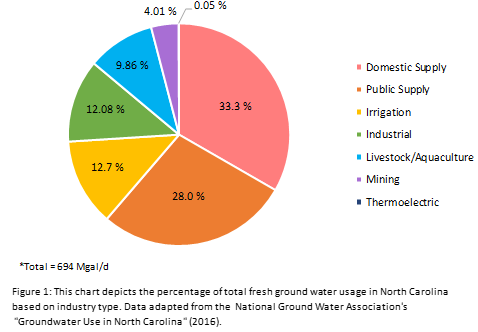 4.01 %
0.05 %
9.86 %
33.3 %
12.08 %
12.7 %
28.0 %
Domestic Supply
Public Supply
Irrigation
Industrial
Livestock/Aquaculture
Mining
Thermoelectric
*Total = 694 Mgal/d
Figure 1: This chart depicts the percentage of total fresh ground water usage in North Carolina
based on industry type. Data adapted from the National Ground Water Association's
"Groundwater Use in North Carolina" (2016).